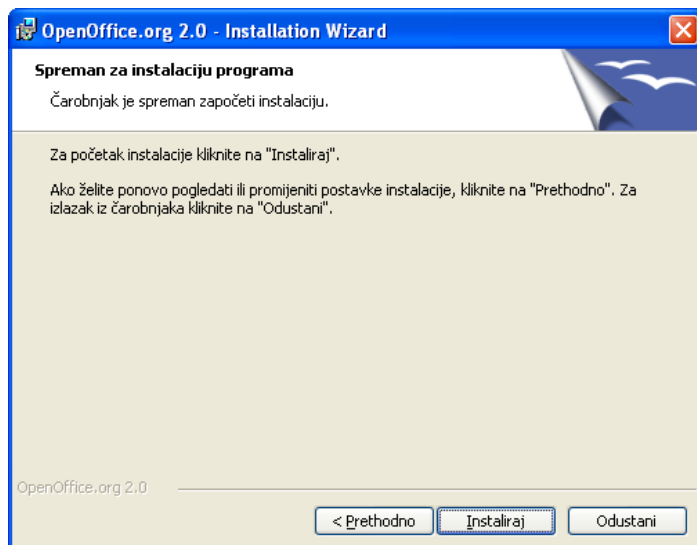 OpenOffice.org 2.0 - Installation Wizard
Spreman za instalaciju programa
Čarobnjak je spreman započeti instalaciju.
Za početak instalacije kliknite na "Instaliraj".
Ako želite ponovo pogledati ili promijeniti postavke instalacije, kliknite na "Prethodno". Za
izlazak iz čarobnjaka kliknite na "Odustani".
OpenOffice.org 2.0
< Prethodno Instaliraj Odustani